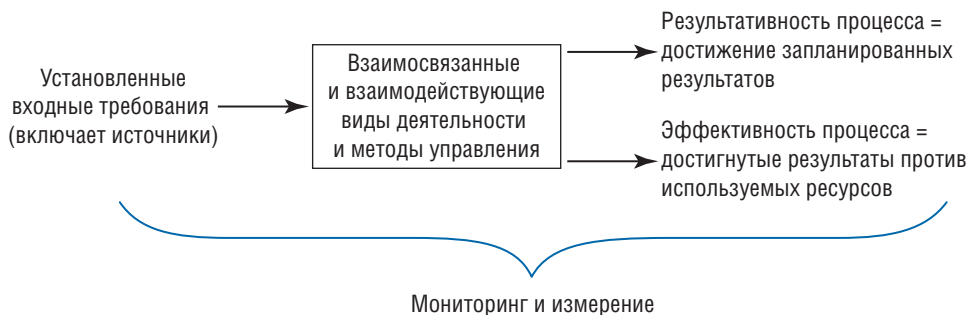 Установленные
входные требования
(включает источники)
Взаимосвязанные
и взаимодействующие
виды деятельности
и методы управления
Результативность процесса =
достижение запланированных
результатов
Эффективность процесса =
достигнутые результаты против
используемых ресурсов
Мониторинг и измерение